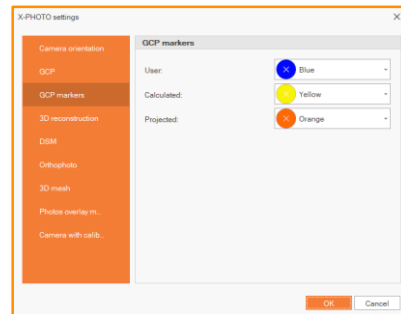 X-PHOTO settings
Camera orientation
GCP
GCP markers
3D reconstruction
DSM
Orthophoto
3D mesh
Photos overlay m..
Camera with calib..
GCP markers
User: Blue
Calculated: Yellow
Projected: Orange
OK Cancel